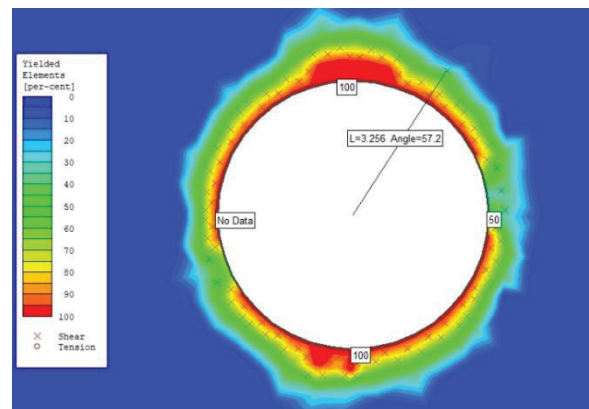 Yielded
Elements
[per-cent]
0
10
20
30
40
50
60
70
80
90
100
Shear
Tension
100
L=3.256 Angle=57.2
No Data
50
100